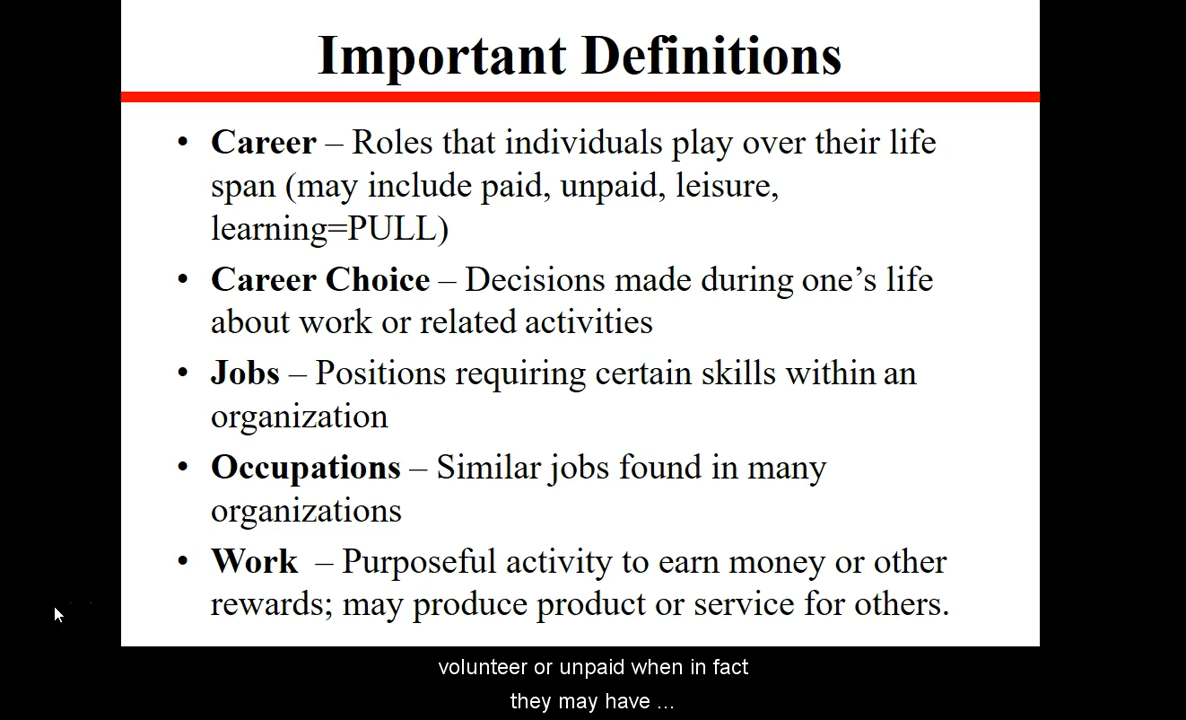 Important Definitions
• Career – Roles that individuals play over their life
span (may include paid, unpaid, leisure,
learning=PULL)
• Career Choice – Decisions made during one’s life
about work or related activities
• Jobs – Positions requiring certain skills within an
organization
• Occupations – Similar jobs found in many
organizations
• Work – Purposeful activity to earn money or other
rewards; may produce product or service for others.
volunteer or unpaid when in fact
they may have ...